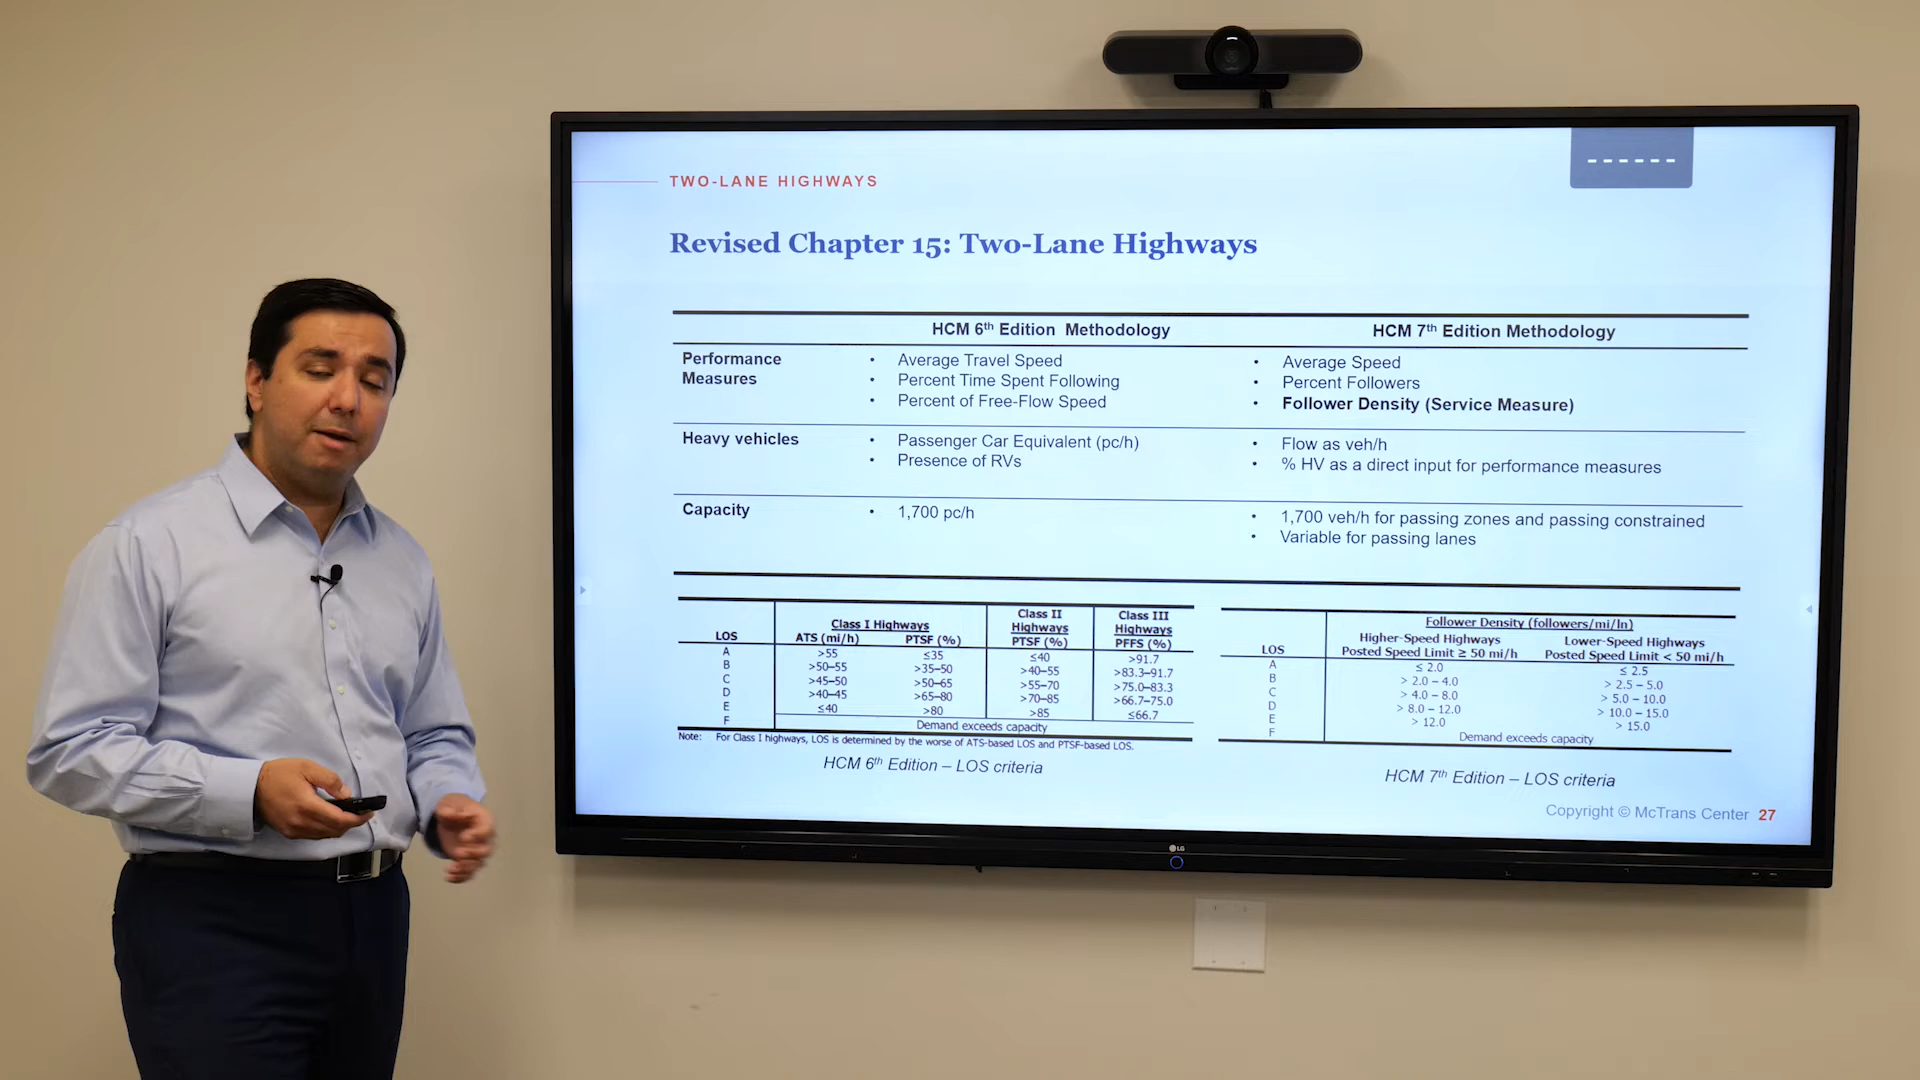 TWO-LANE HIGHWAYS
Revised Chapter 15: Two-Lane Highways
HCM 6th Edition Methodology
HCM 7th Edition Methodology
Performance
Measures
• Average Travel Speed
• Percent Time Spent Following
• Percent of Free-Flow Speed
• Average Speed
• Percent Followers
• Follower Density (Service Measure)
Heavy vehicles
• Passenger Car Equivalent (pc/h)
• Presence of RVs
• Flow as veh/h
• % HV as a direct input for performance measures
Capacity
• 1,700 pc/h
• 1,700 veh/h for passing zones and passing constrained
• Variable for passing lanes
Class I Highways
Class II
Highways
Class III
Highways
LOS ATS (mi/h) PTSF (%) PTSF (%) PFFS (%)
A >55 ≤35 ≤40 >91.7
B >50–55 >35–50 >40–55 >83.3–91.7
C >45–50 >50–65 >55–70 >75.0–83.3
D >40–45 >65–80 >70–85 >66.7–75.0
E ≤40 >80 >85 ≤66.7
F Demand exceeds capacity
Note: For Class I highways, LOS is determined by the worse of ATS-based LOS and PTSF-based LOS.
HCM 6th Edition – LOS criteria
Follower Density (followers/mi/ln)
Higher-Speed Highways Lower-Speed Highways
LOS Posted Speed Limit ≥ 50 mi/h Posted Speed Limit < 50 mi/h
A ≤ 2.0 ≤ 2.5
B > 2.0 – 4.0 > 2.5 – 5.0
C > 4.0 – 8.0 > 5.0 – 10.0
D > 8.0 – 12.0 > 10.0 – 15.0
E > 12.0 > 15.0
F Demand exceeds capacity
HCM 7th Edition – LOS criteria
Copyright © McTrans Center 27
LG